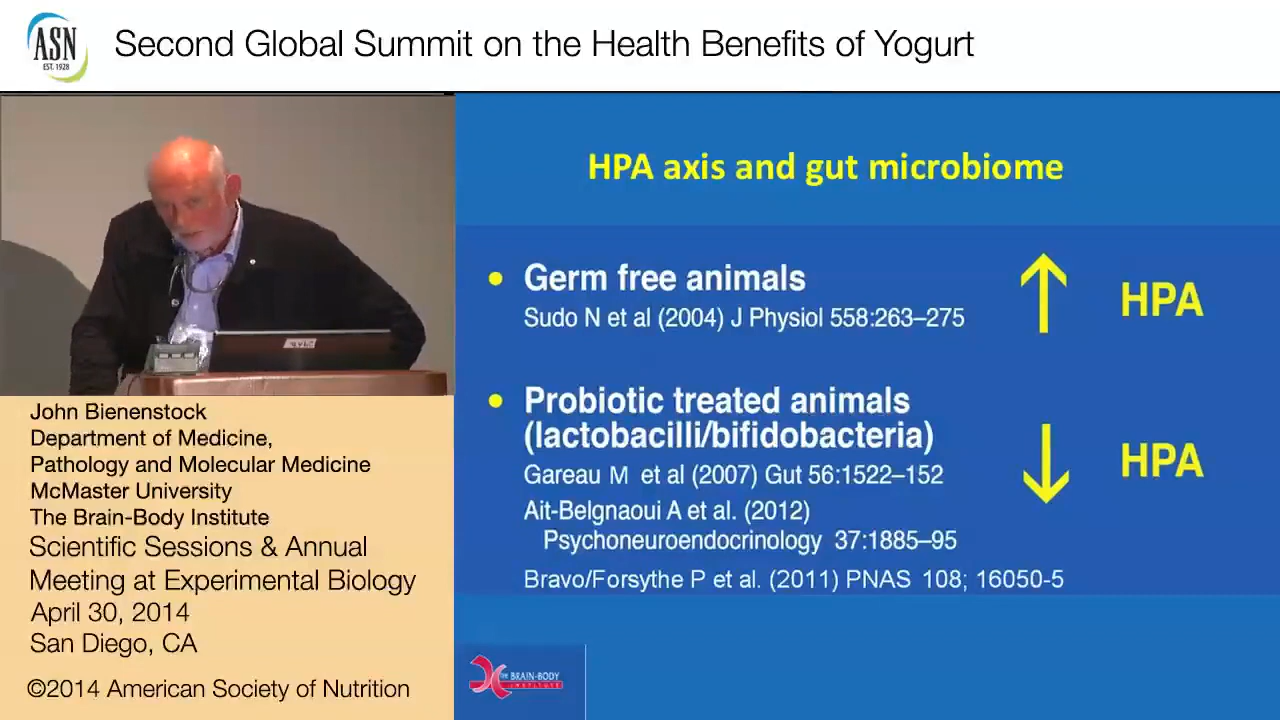 ASN
EST. 1928
Second Global Summit on the Health Benefits of Yogurt
John Bienenstock
Department of Medicine,
Pathology and Molecular Medicine
McMaster University
The Brain-Body Institute
Scientific Sessions & Annual
Meeting at Experimental Biology
April 30, 2014
San Diego, CA
©2014 American Society of Nutrition
HPA axis and gut microbiome
• Germ free animals
Sudo N et al (2004) J Physiol 558:263–275
↑ HPA
• Probiotic treated animals
(lactobacilli/bifidobacteria)
Gareau M et al (2007) Gut 56:1522–152
Ait-Belgnaoui A et al. (2012)
Psychoneuroendocrinology 37:1885–95
Bravo/Forsythe P et al. (2011) PNAS 108; 16050-5
↓ HPA
THE BRAIN-BODY
INSTITUTE